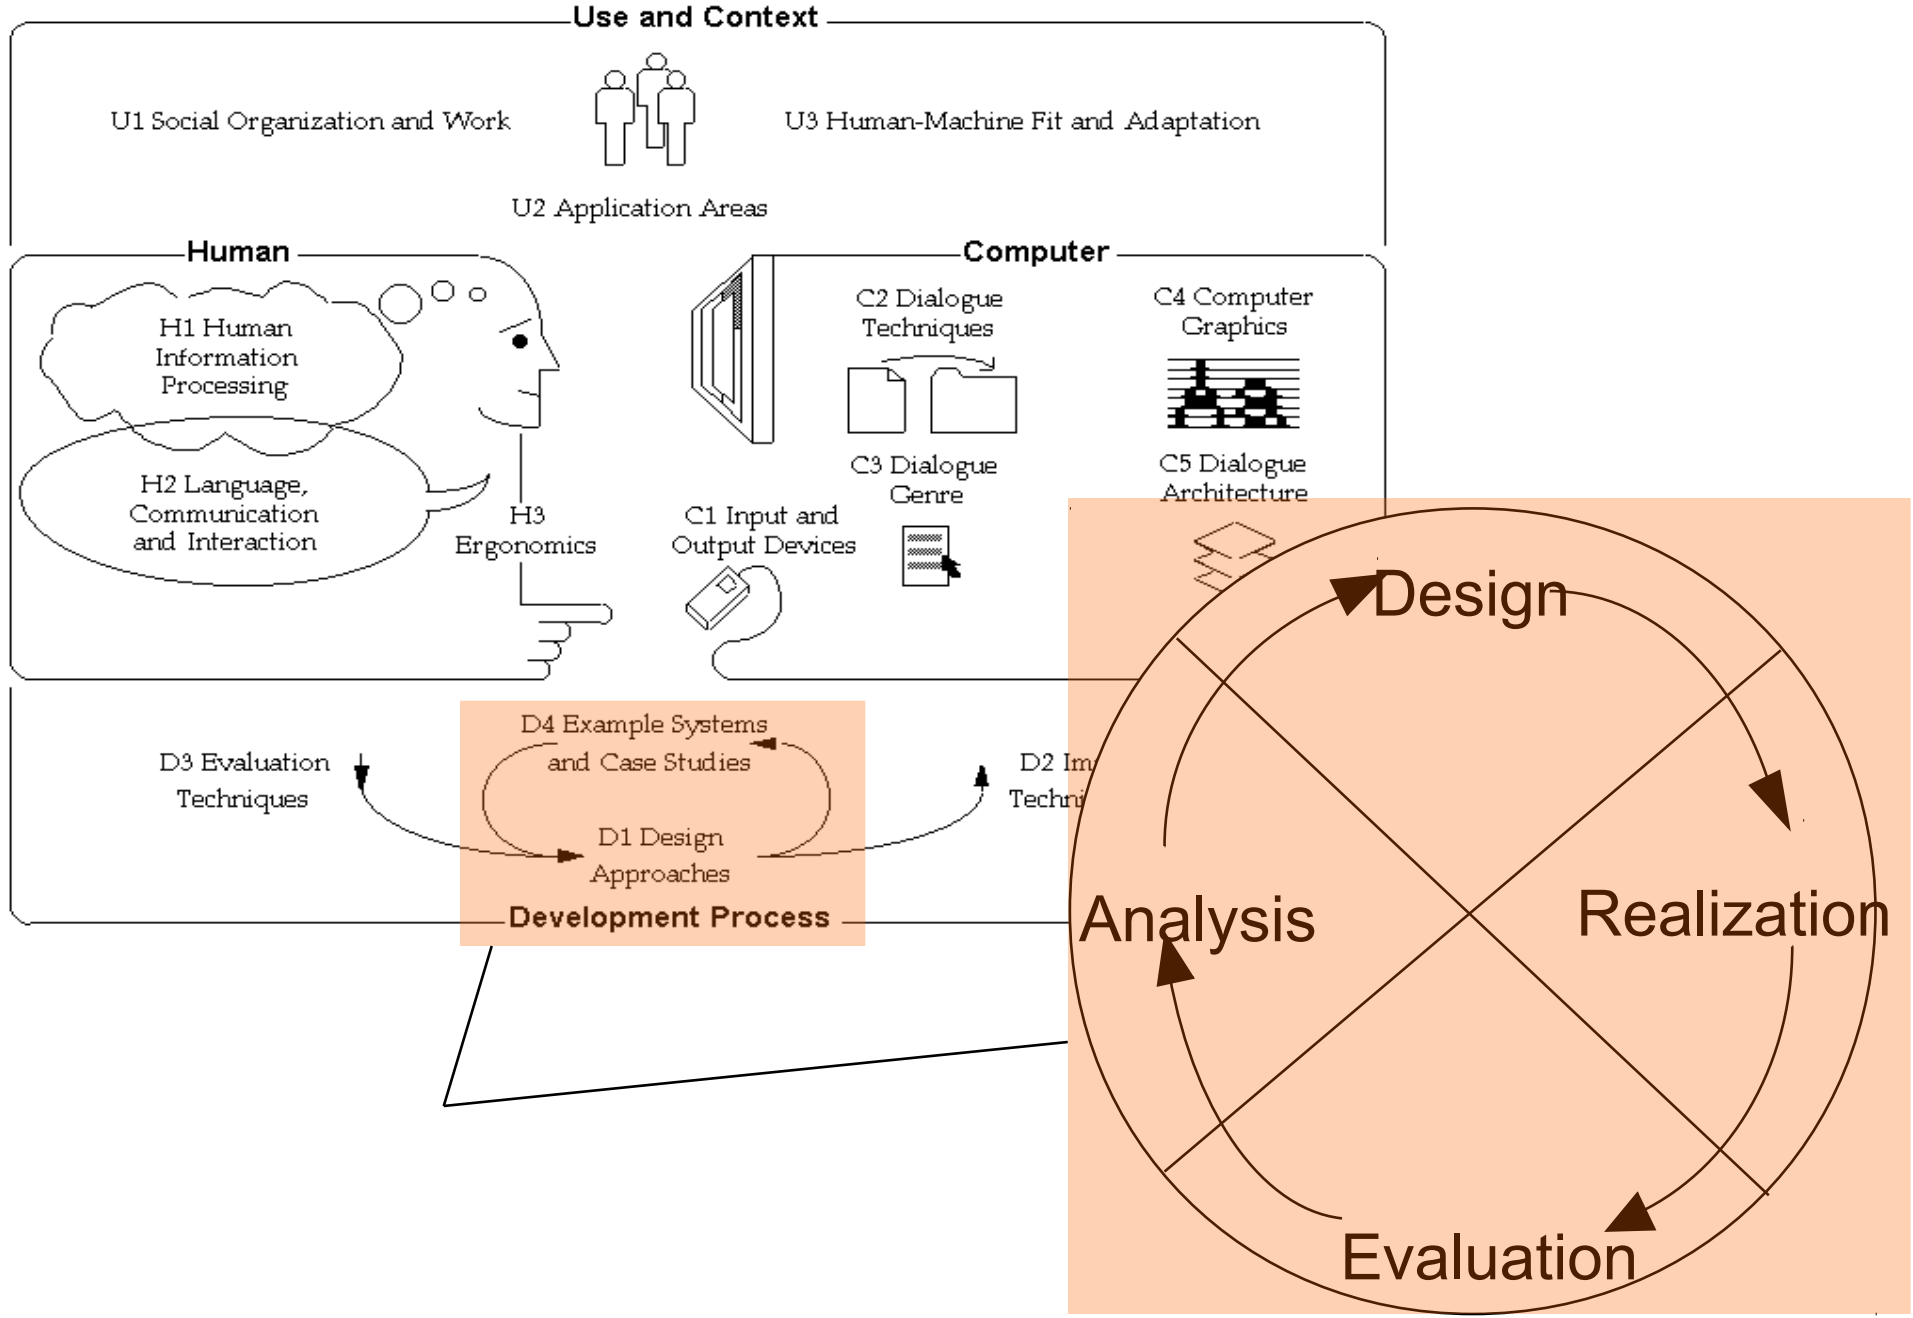 Use and Context
U1 Social Organization and Work
U3 Human-Machine Fit and Adaptation
U2 Application Areas
Human
H1 Human
Information
Processing
H2 Language,
Communication
and Interaction
H3
Ergonomics
Computer
C2 Dialogue
Techniques
C4 Computer
Graphics
C3 Dialogue
Genre
C5 Dialogue
Architecture
C1 Input and
Output Devices
D3 Evaluation
Techniques
D4 Example Systems
and Case Studies
D1 Design
Approaches
D2
Development Process
Design
Realization
Evaluation
Analysis